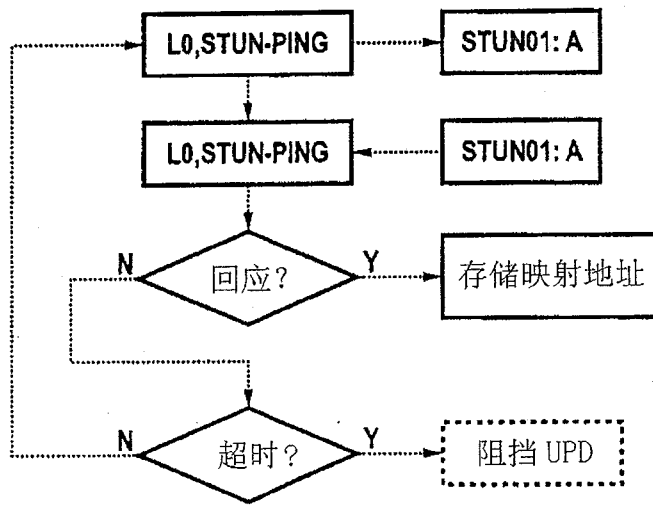 L0,STUN-PING
STUN01: A
L0,STUN-PING
STUN01: A
N
回应?
Y
存储映射地址
N
超时?
Y
阻挡 UPD